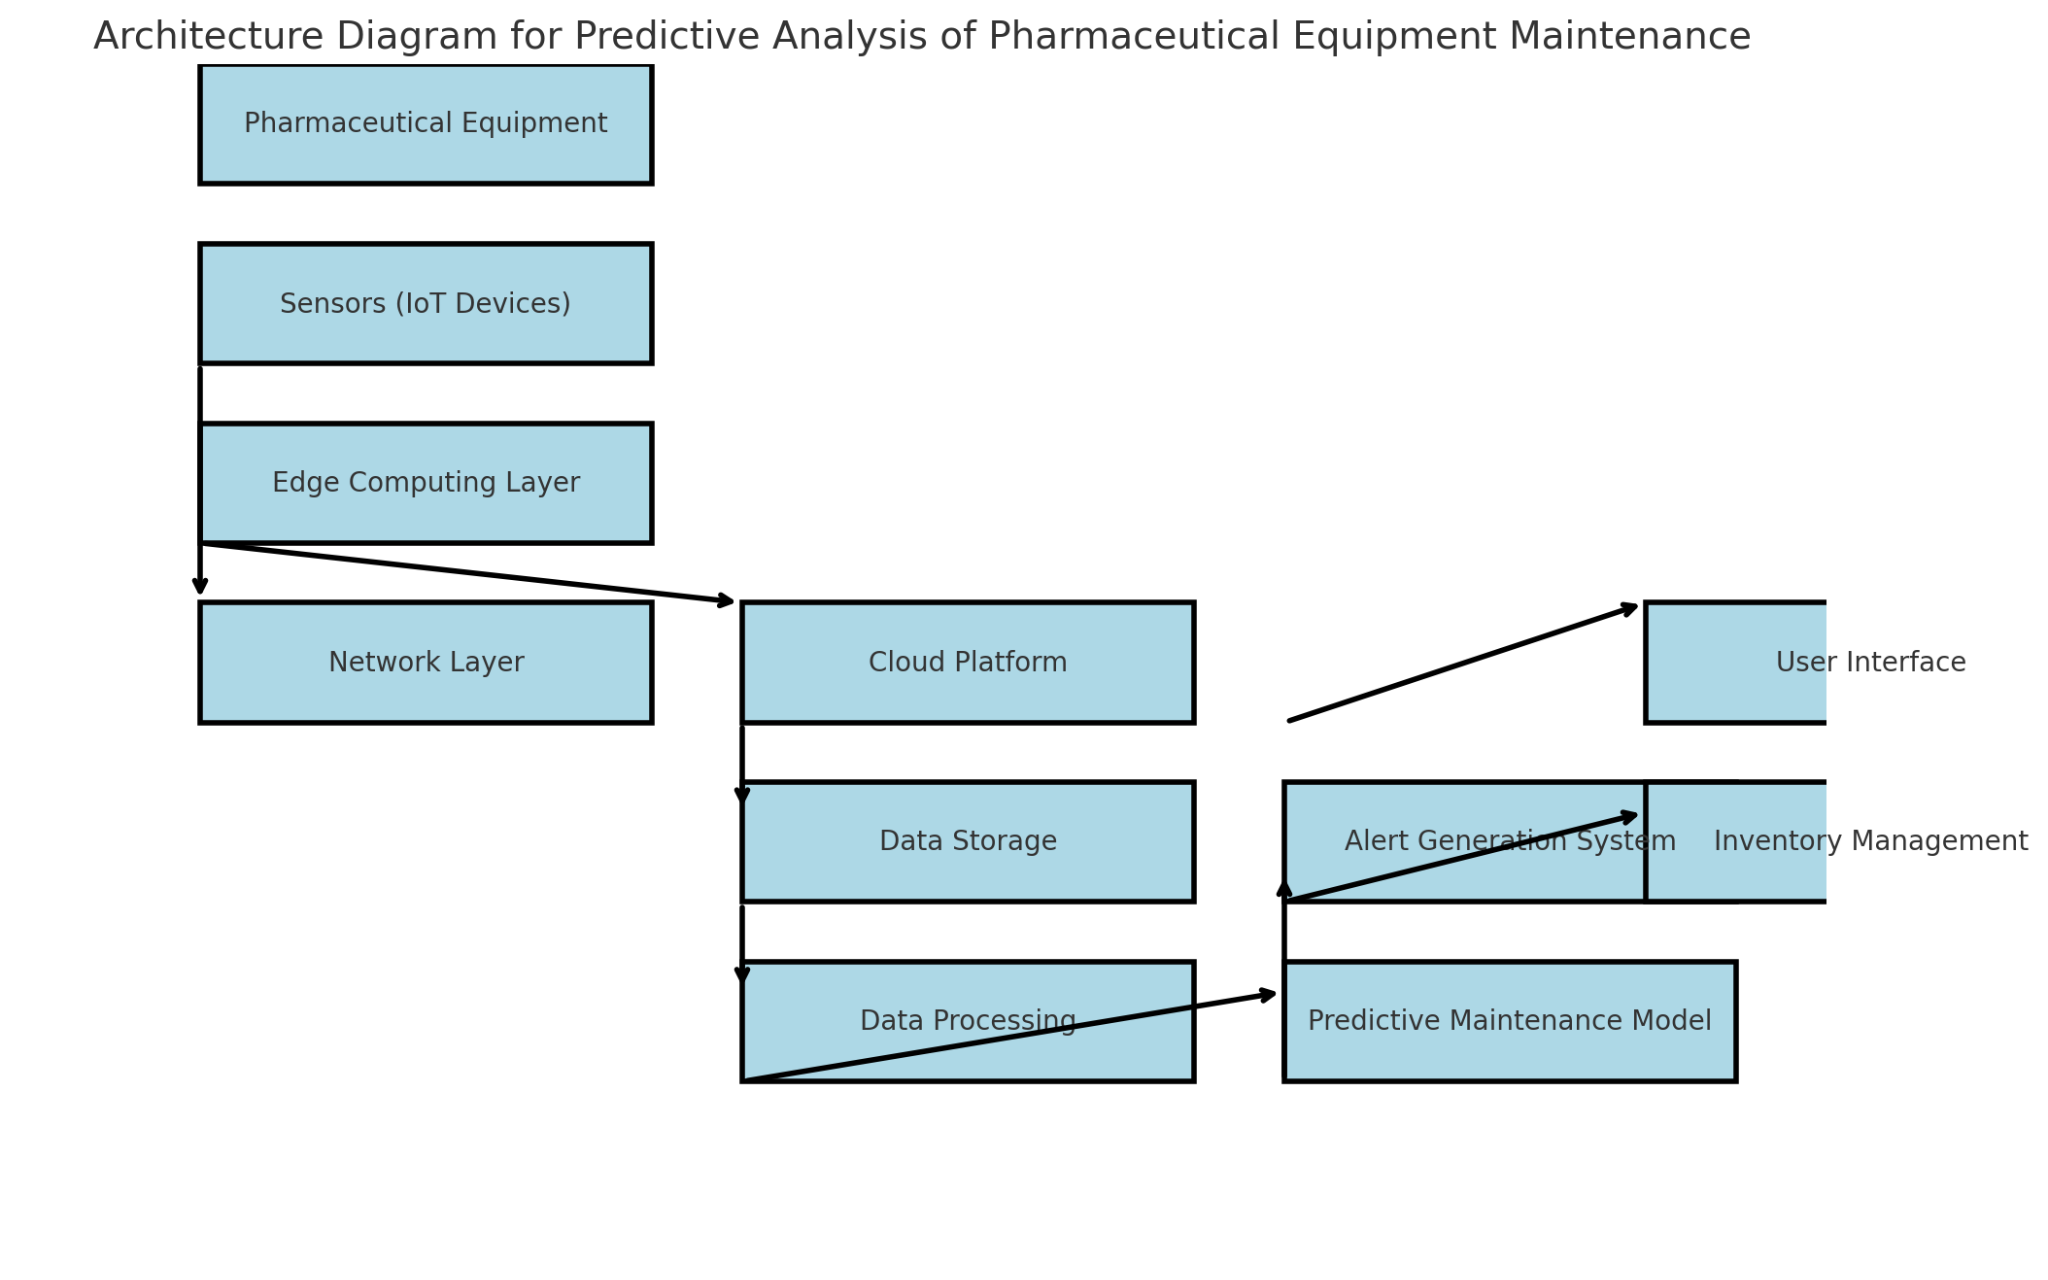 Architecture Diagram for Predictive Analysis of Pharmaceutical Equipment Maintenance
Pharmaceutical Equipment
Sensors (IoT Devices)
Edge Computing Layer
Network Layer
Cloud Platform
User Interface
Data Storage
Alert Generation System
Inventory Management
Data Processing
Predictive Maintenance Model